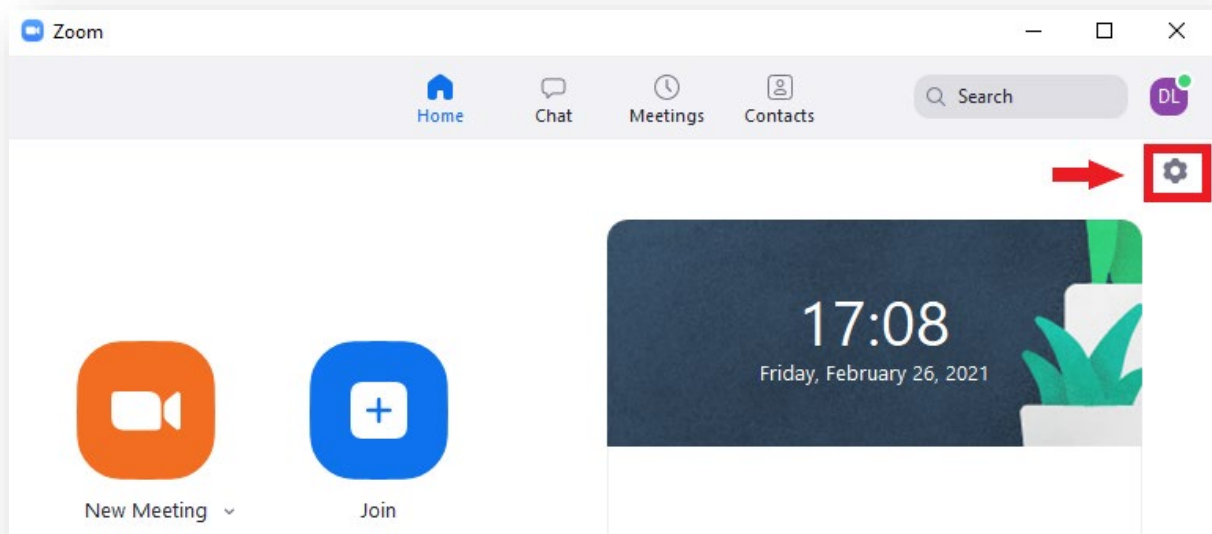 Zoom
Home
Chat
Meetings
Contacts
Search
DL
17:08
Friday, February 26, 2021
New Meeting
Join